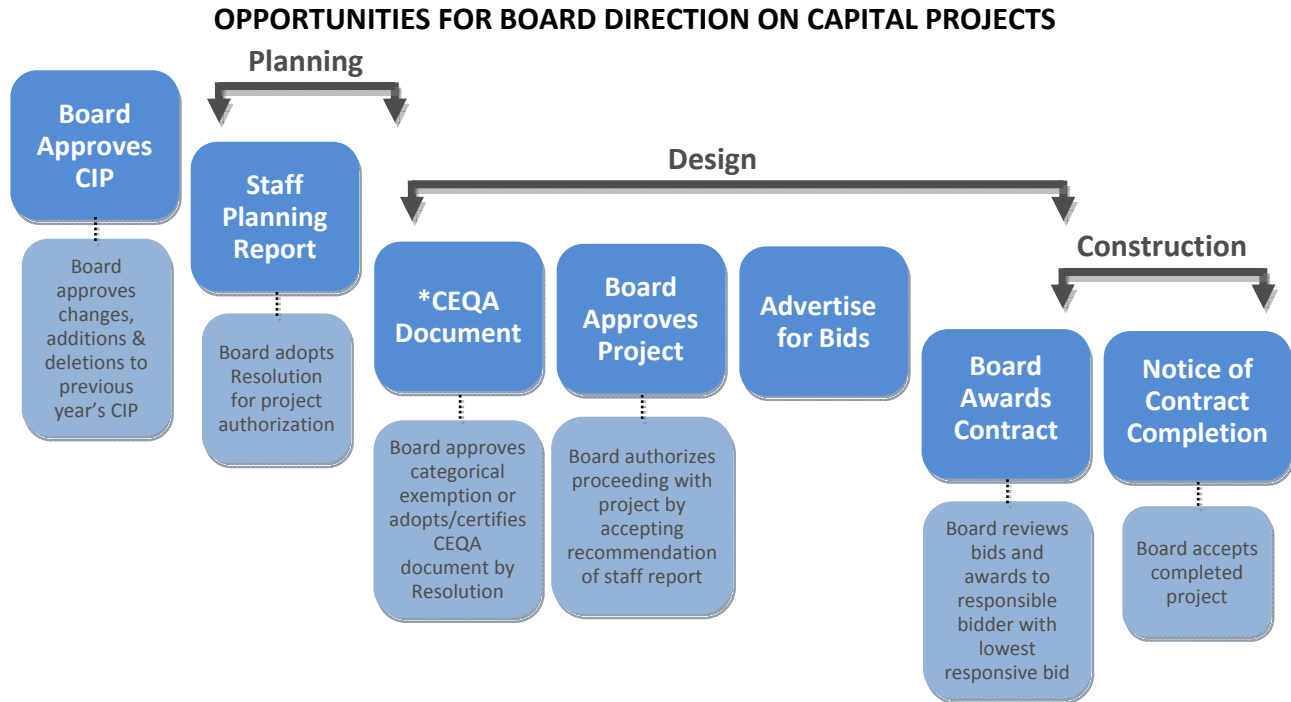 OPPORTUNITIES FOR BOARD DIRECTION ON CAPITAL PROJECTS
Planning
Board
Approves
CIP
Board
approves
changes,
additions &
deletions to
previous
year’s CIP
Staff
Planning
Report
Board adopts
Resolution
for project
authorization
Design
*CEQA
Document
Board approves
categorical
exemption or
adopts/certifies
CEQA
document by
Resolution
Board
Approves
Project
Board authorizes
proceeding with
project by
accepting
recommendation
of staff report
Advertise
for Bids
Construction
Board
Awards
Contract
Board reviews
bids and
awards to
responsible
bidder with
lowest
responsive bid
Notice of
Contract
Completion
Board accepts
completed
project